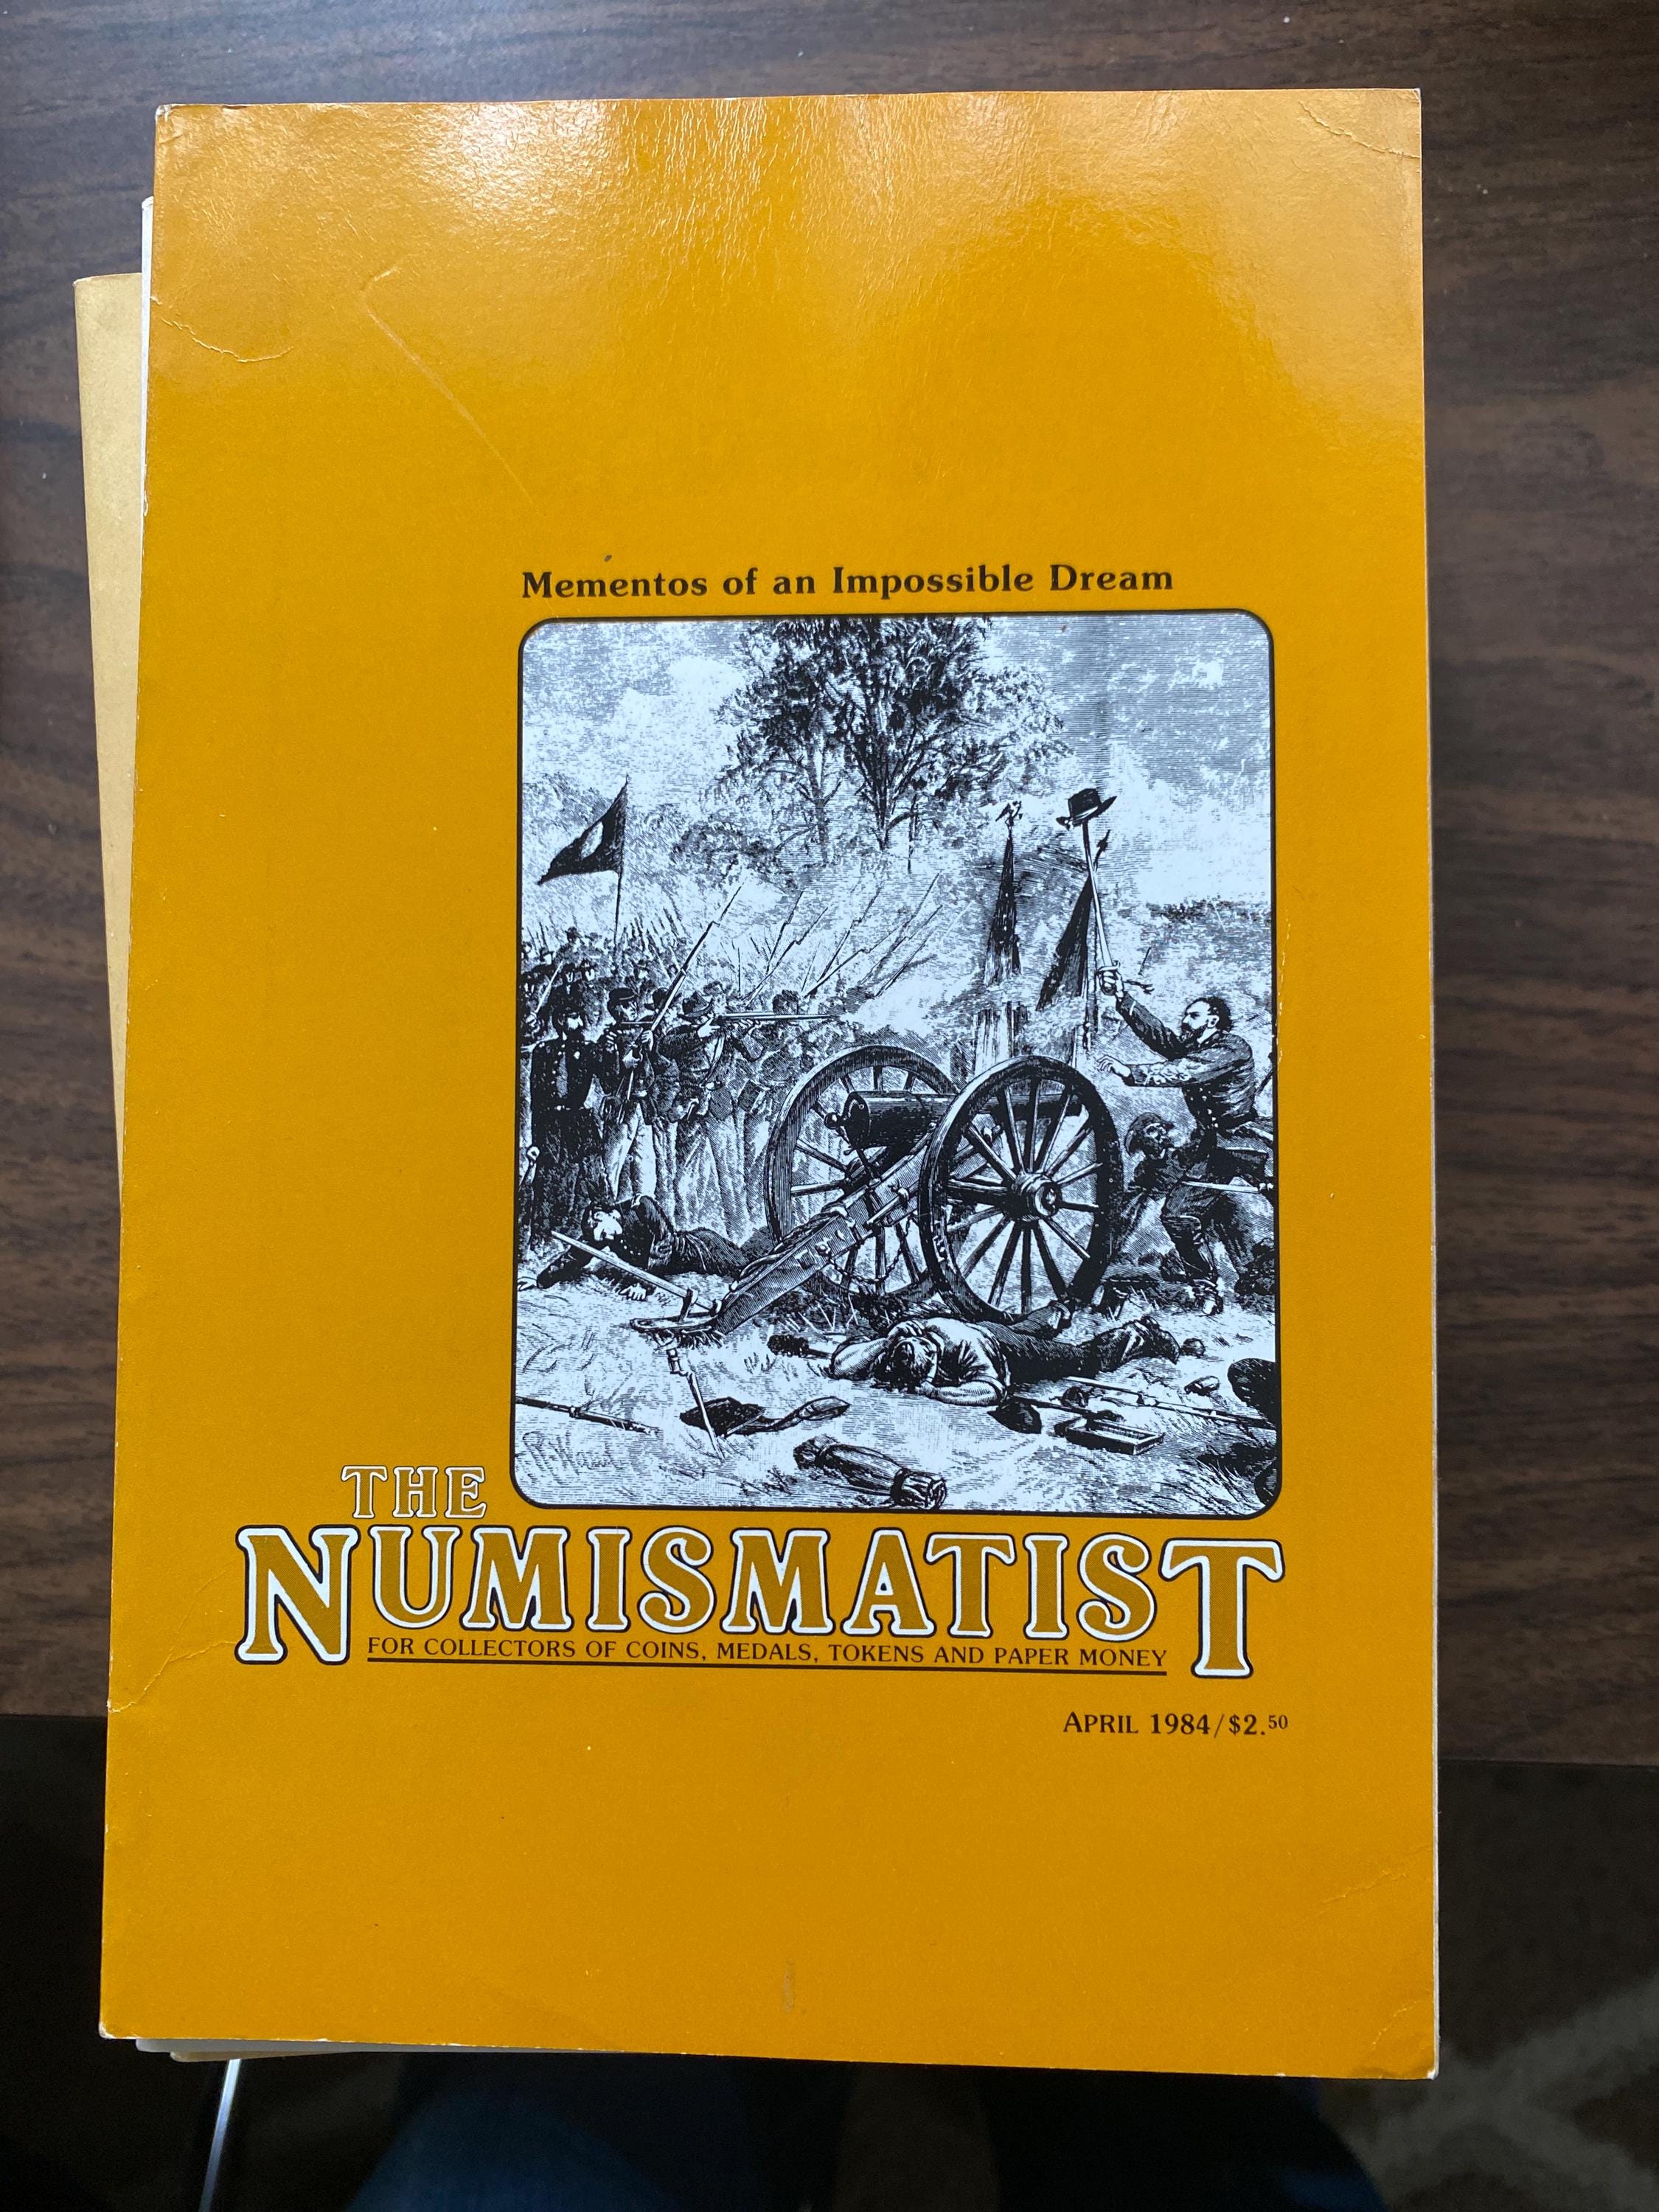 Mementos of an Impossible Dream
THE
NUMISMATIST
FOR COLLECTORS OF COINS, MEDALS, TOKENS AND PAPER MONEY
APRIL 1984/$2.50